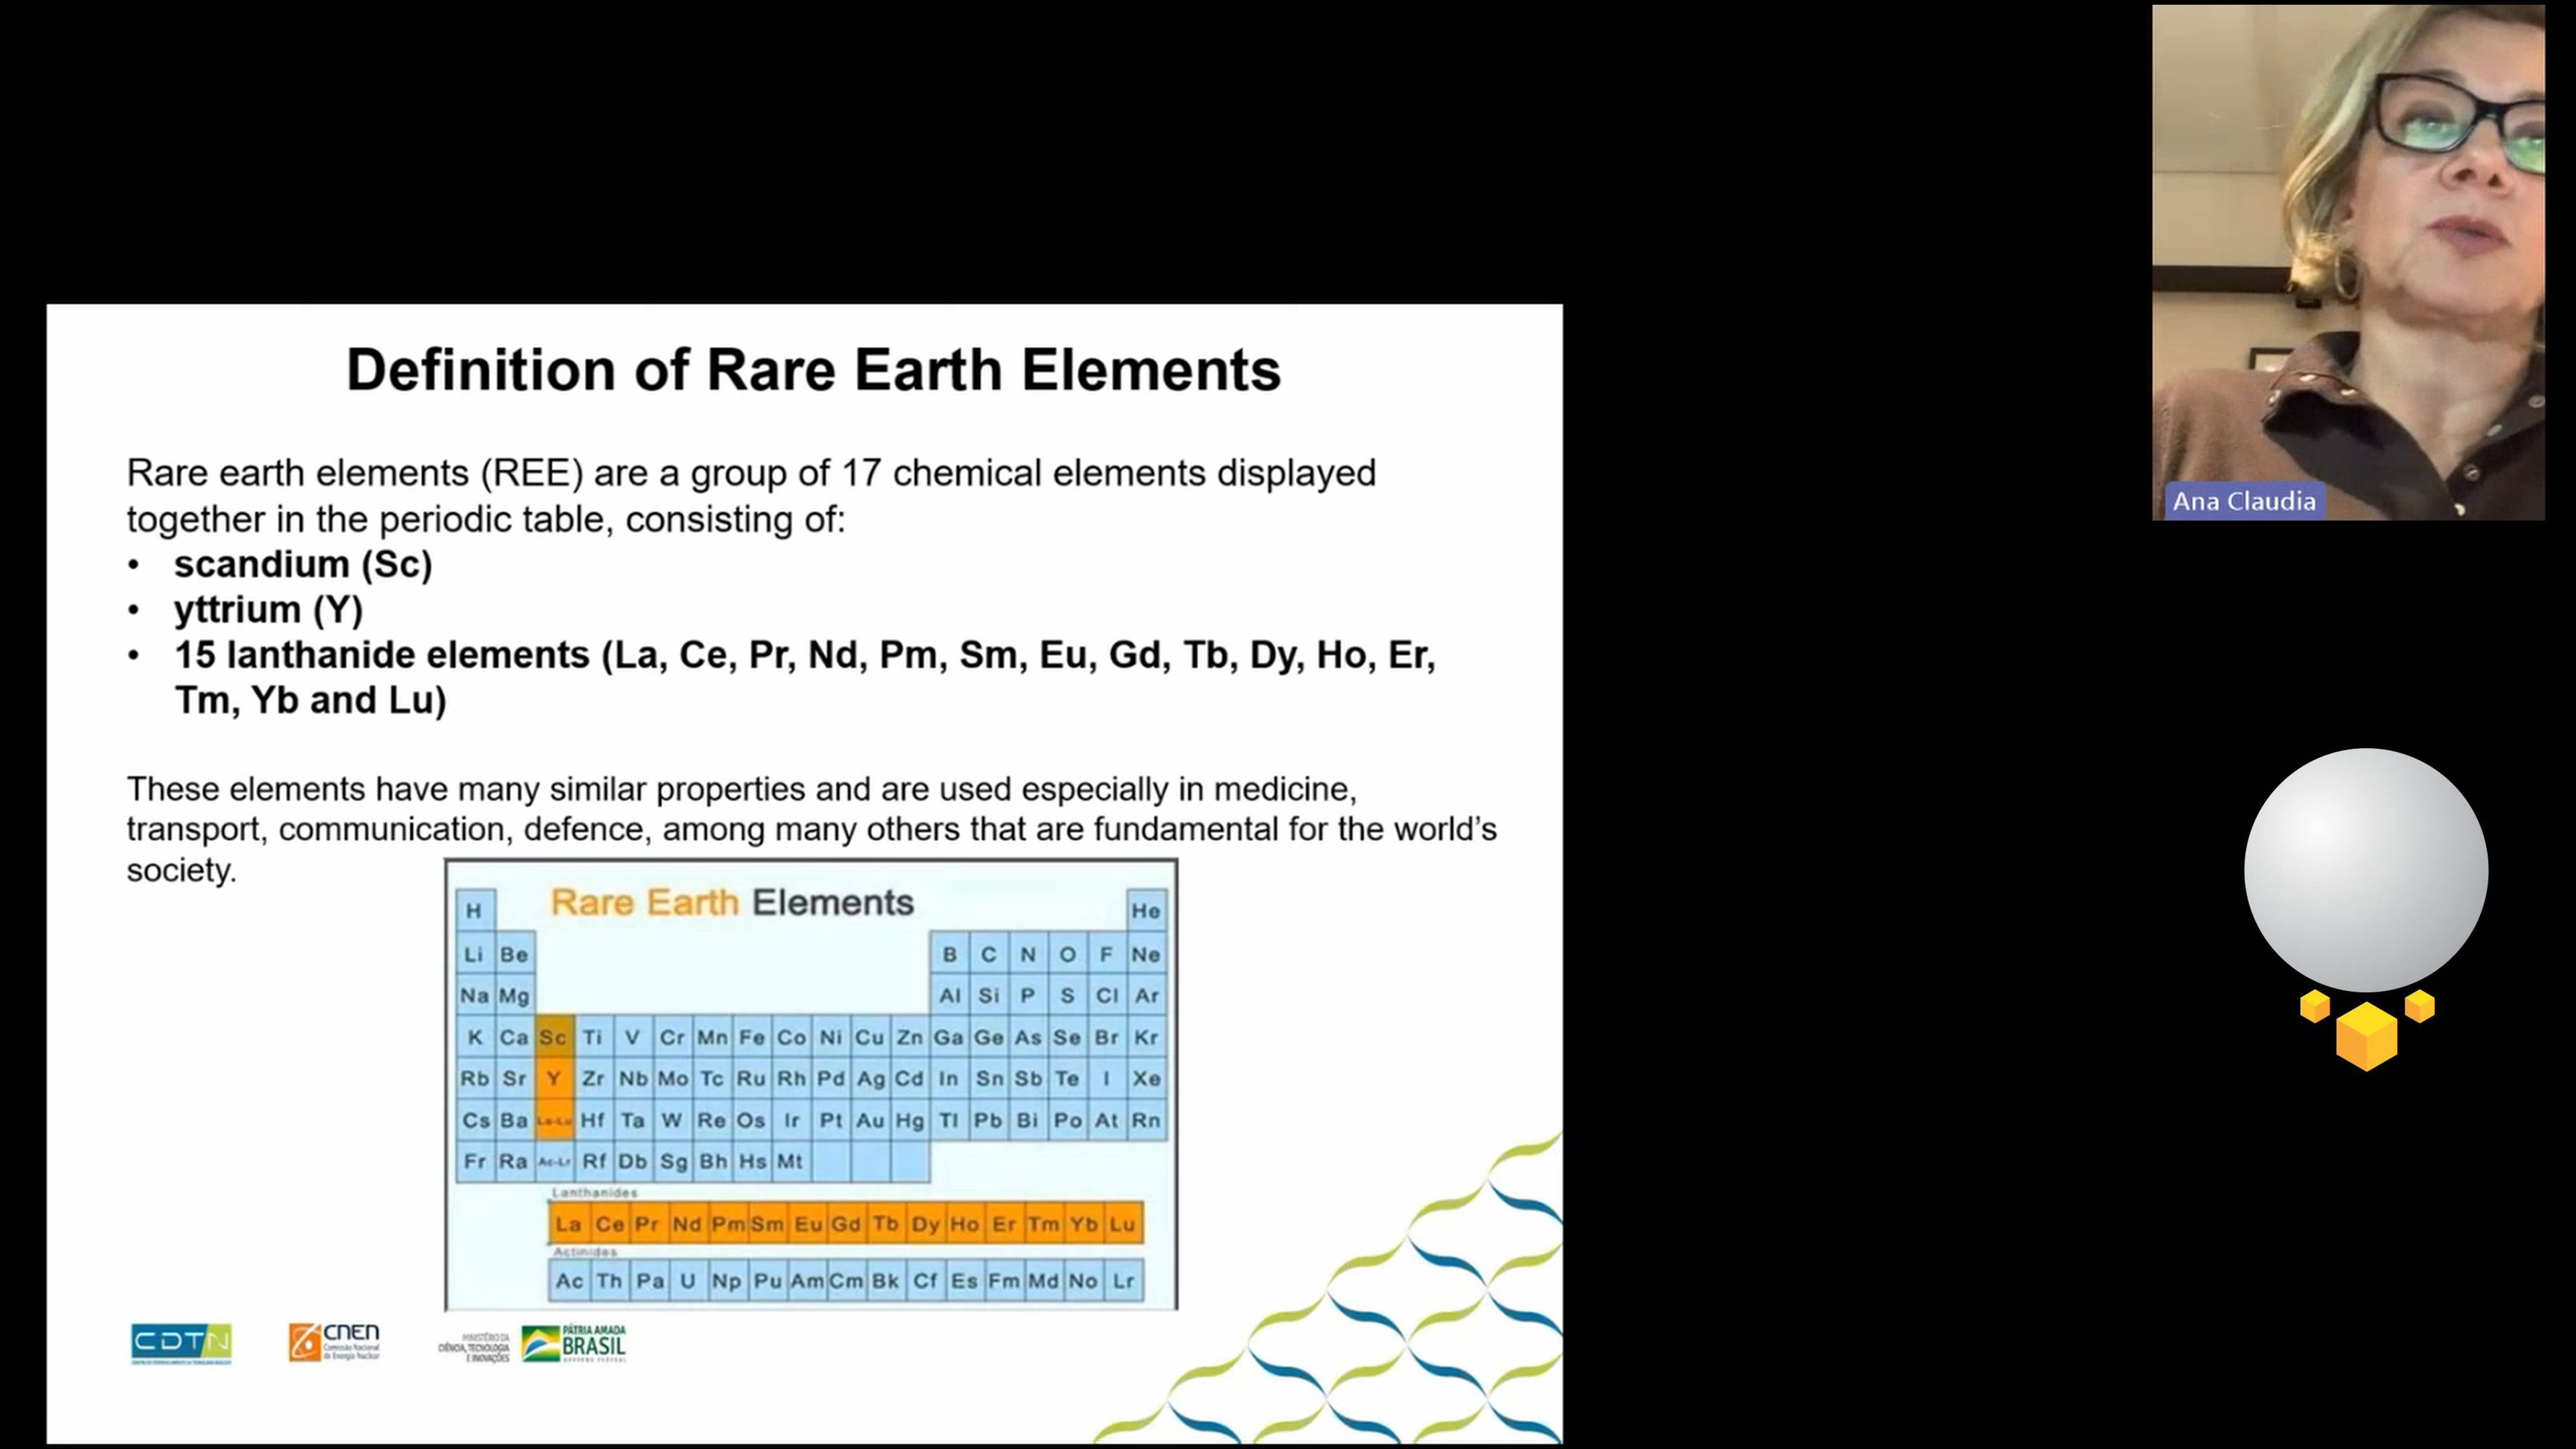 Definition of Rare Earth Elements
Rare earth elements (REE) are a group of 17 chemical elements displayed
together in the periodic table, consisting of:
• scandium (Sc)
• yttrium (Y)
• 15 lanthanide elements (La, Ce, Pr, Nd, Pm, Sm, Eu, Gd, Tb, Dy, Ho, Er,
Tm, Yb and Lu)
These elements have many similar properties and are used especially in medicine,
transport, communication, defence, among many others that are fundamental for the world's
society.
Rare Earth Elements
H He
Li Be B C N O F Ne
Na Mg Al Si P S Cl Ar
K Ca Sc Ti V Cr Mn Fe Co Ni Cu Zn Ga Ge As Se Br Kr
Rb Sr Y Zr Nb Mo Tc Ru Rh Pd Ag Cd In Sn Sb Te I Xe
Cs Ba La-Lu Hf Ta W Re Os Ir Pt Au Hg Tl Pb Bi Po At Rn
Fr Ra Ac-Lr Rf Db Sg Bh Hs Mt
Lanthanides
La Ce Pr Nd Pm Sm Eu Gd Tb Dy Ho Er Tm Yb Lu
Actinides
Ac Th Pa U Np Pu Am Cm Bk Cf Es Fm Md No Lr
CDTN
CNEN
Comissão Nacional
de Energia Nuclear
MINISTÉRIO DA
CIÊNCIA, TECNOLOGIA
E INOVAÇÕES
PÁTRIA AMADA
BRASIL
GOVERNO FEDERAL
Ana Claudia